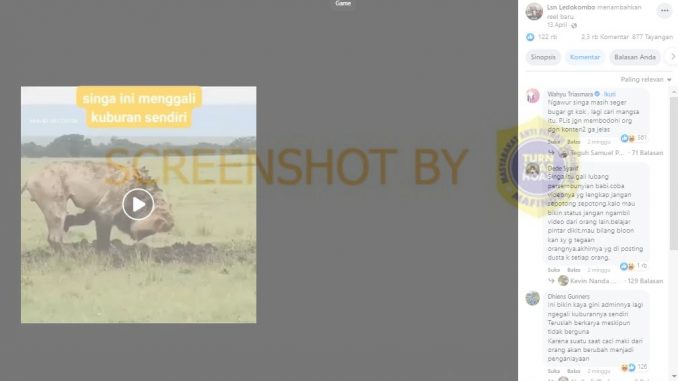 Game
singa ini menggali
kuburan sendiri
SCREENSHOT BY
TURN
Lsn Ledokombo menambahkan
reel baru.
13 April
122 rb
2,3 rb Komentar 877 Tayangan
Sinopsis
Komentar
Balasan Anda
Paling relevan
Wahyu Triasmara
Ikuti
Ngawur singa masih segar
bugar gt kok , lagi cari mangsa
itu. PLis jgn membodohi org
dgn konten2 ga jelas
Suka Balas 2 minggu
581
Teguh Samuel P... · 71 Balasan
Dede Syarif
Singa itu gali lubang
persembunyian babi.coba
videpnya yg lengkap jangan
sepotong sepotong.kalo mau
bikin status jangan ngambil
video dari orang lain.belajar
pintar dikit.mau bilang bloon
kan sy g tegaan
orangnya.akhirnya yg di posting
dusta k setiap orang.
Suka Balas 2 minggu
1 rb
Kevin Nanda ... · 129 Balasan
Dhiens Gunners
Ini bikin kaya gini adminnya lagi
ngegali kuburannya sendiri
Terusiah berkarya meskipun
tidak berguna
Karena suatu saat caci maki dari
orang akan berubah menjadi
penganiayaan
Suka Balas 2 minggu
126